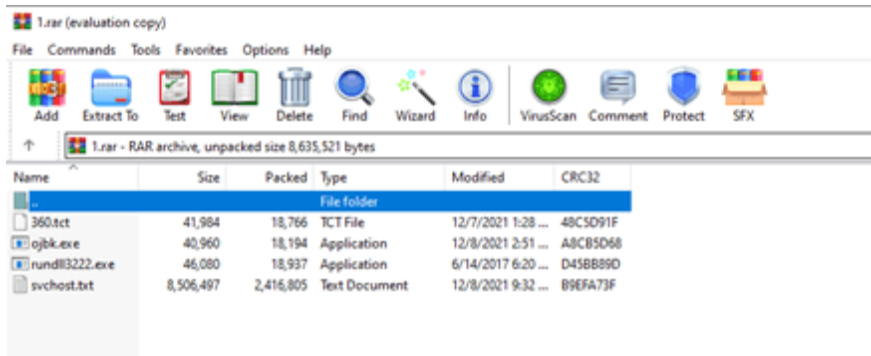 1.rar (evaluation copy)
File Commands Tools Favorites Options Help
Add Extract To Test View Delete Find Wizard Info VirusScan Comment Protect SFX
1.rar - RAR archive, unpacked size 8,635,521 bytes
Name Size Packed Type Modified CRC32
.. File folder
360.tct 41,984 18,766 TCT File 12/7/2021 1:28 ... 48C5D91F
ojbk.exe 40,960 18,194 Application 12/8/2021 2:51 ... A8CB5D68
rundll3222.exe 46,080 18,937 Application 6/14/2017 6:20 ... D45BB89D
svchost.txt 8,506,497 2,416,805 Text Document 12/8/2021 9:32 ... B9EFA73F